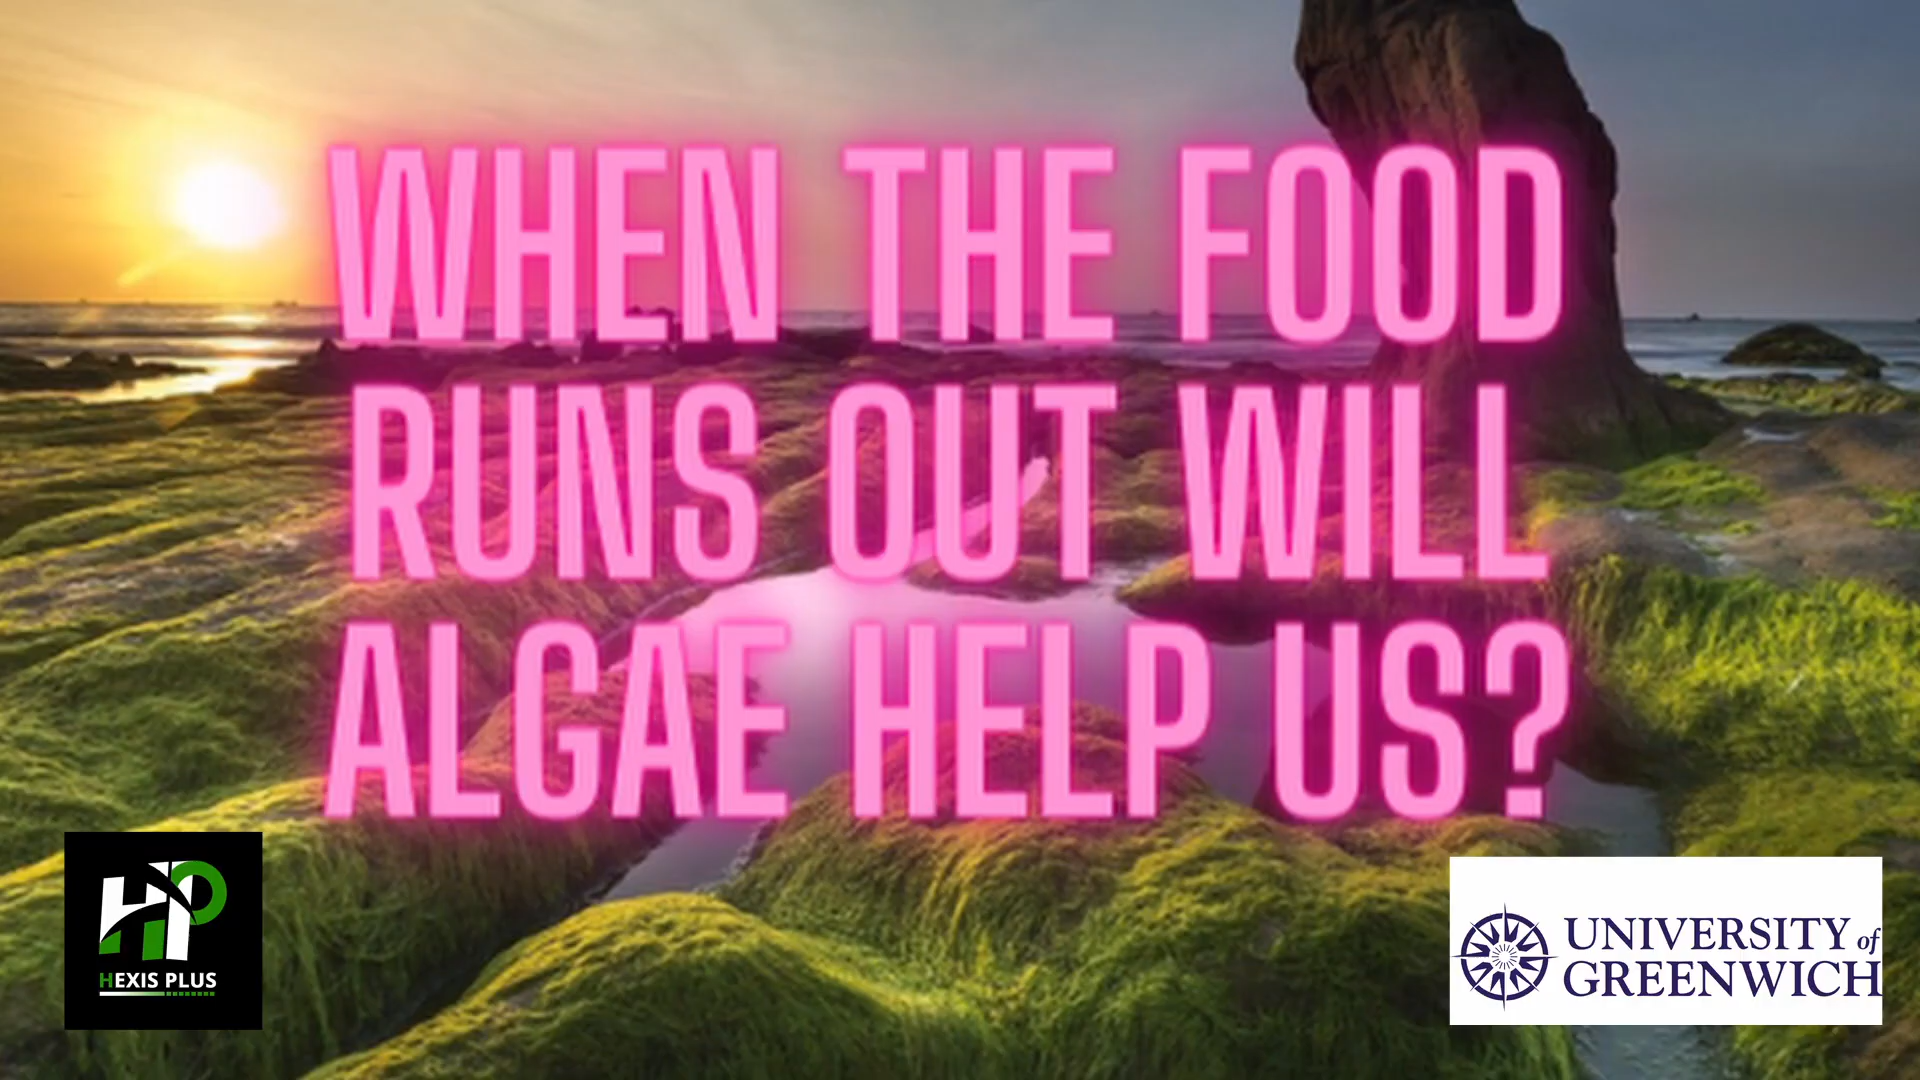 WHEN THE FOOD
RUNS OUT WILL
ALGAE HELP US?
HP
HEXIS PLUS
UNIVERSITY of
GREENWICH